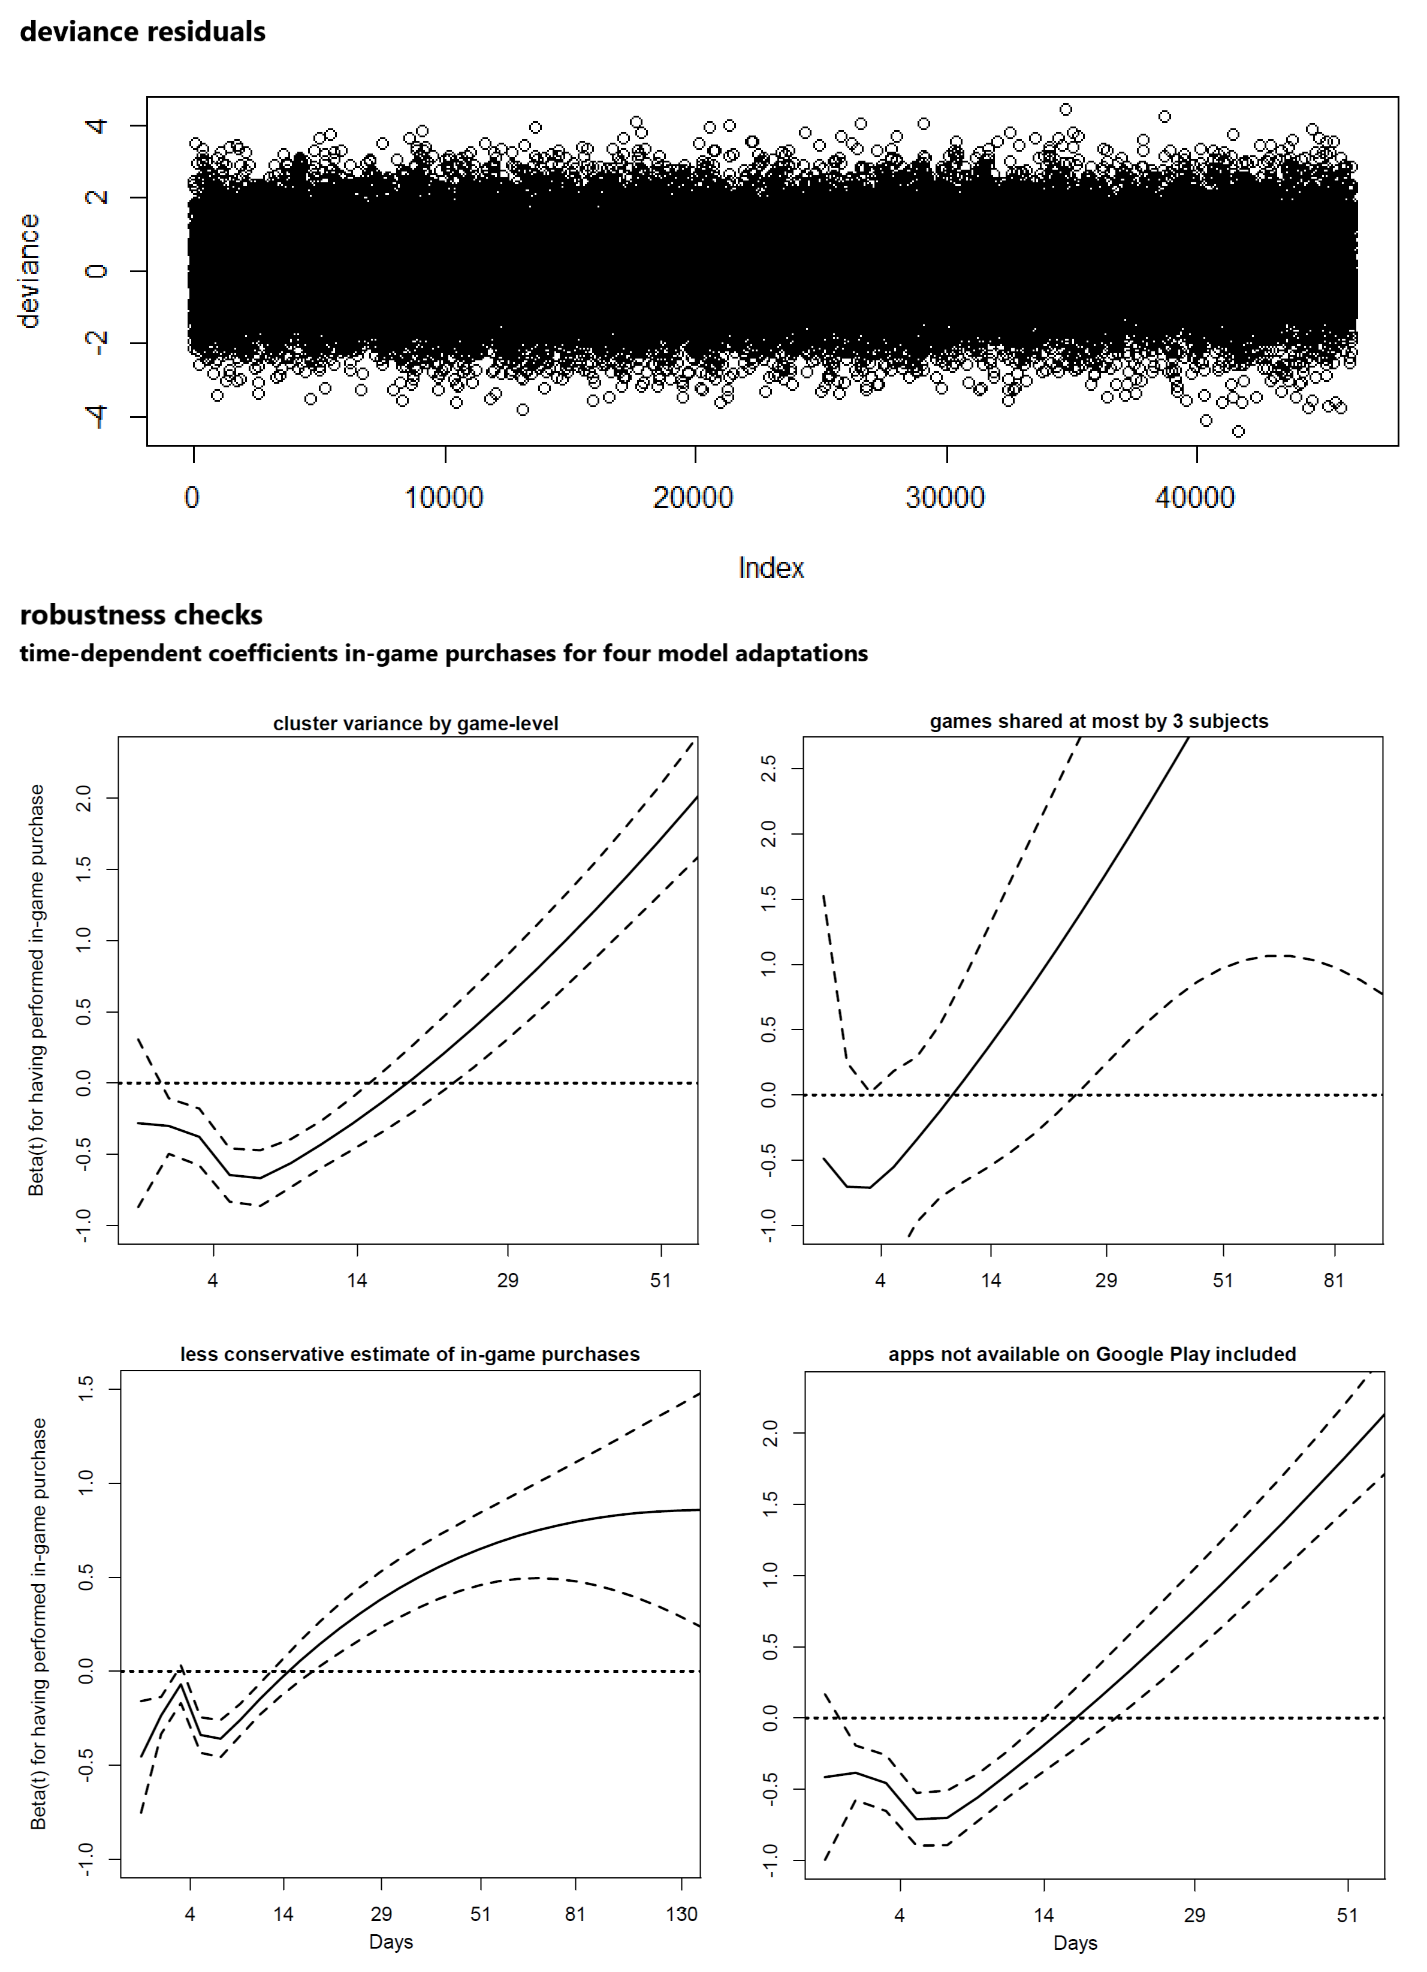 deviance residuals
4
2
0
-2
-4
deviance
0 10000 20000 30000 40000
Index
robustness checks
time-dependent coefficients in-game purchases for four model adaptations
cluster variance by game-level
Beta(t) for having performed in-game purchase
2.0
1.5
1.0
0.5
0.0
-0.5
-1.0
4 14 29 51
games shared at most by 3 subjects
2.5
2.0
1.5
1.0
0.5
0.0
-0.5
-1.0
4 14 29 51 81
less conservative estimate of in-game purchases
Beta(t) for having performed in-game purchase
1.5
1.0
0.5
0.0
-0.5
-1.0
4 14 29 51 81 130
Days
apps not available on Google Play included
2.0
1.5
1.0
0.5
0.0
-0.5
-1.0
4 14 29 51
Days